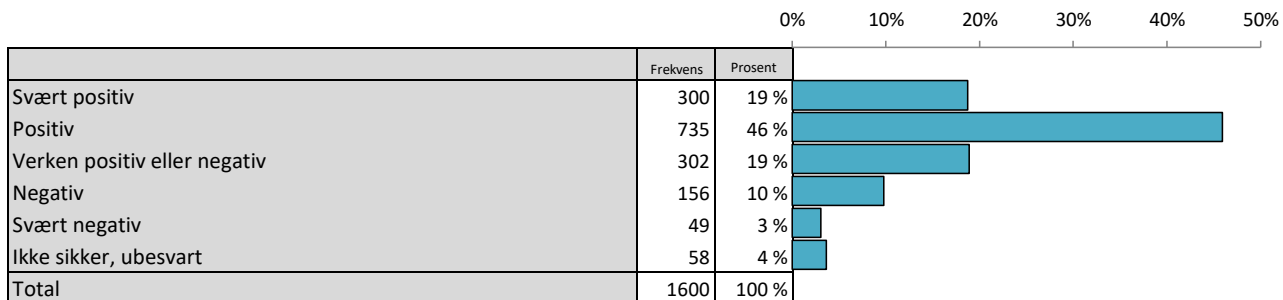 0% 10% 20% 30% 40% 50%
Frekvens Prosent
Svært positiv 300 19 %
Positiv 735 46 %
Verken positiv eller negativ 302 19 %
Negativ 156 10 %
Svært negativ 49 3 %
Ikke sikker, ubesvart 58 4 %
Total 1600 100 %